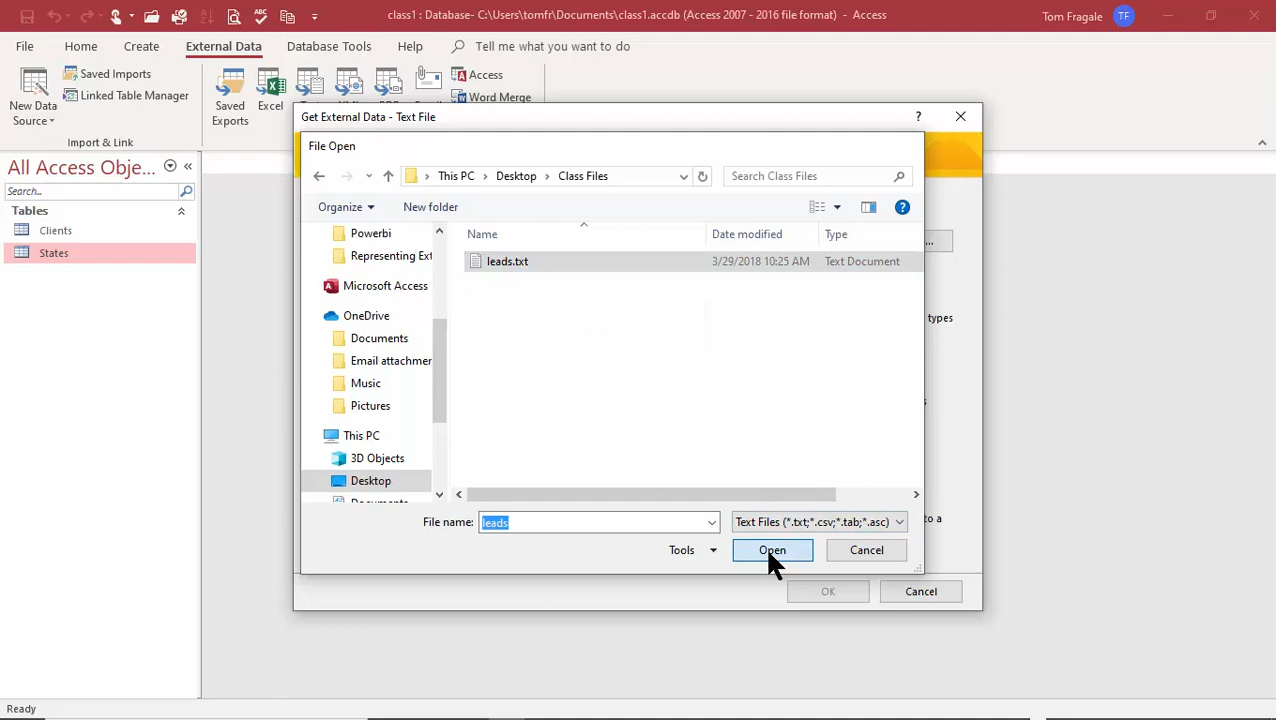 class1 : Database- C:\Users\tomfr\Documents\class1.accdb (Access 2007 - 2016 file format) - Access
Tom Fragale
TF
File
Home
Create
External Data
Database Tools
Help
Tell me what you want to do
New Data
Source
Saved Imports
Linked Table Manager
Import & Link
Saved
Exports
Excel
Access
Word Merge
All Access Obje...
Search...
Tables
Clients
States
Get External Data - Text File
?
File Open
This PC
Desktop
Class Files
Search Class Files
Organize
New folder
Name
Date modified
Type
leads.txt
3/29/2018 10:25 AM
Text Document
Powerbi
Representing Ext
Microsoft Access
OneDrive
Documents
Email attachmer
Music
Pictures
This PC
3D Objects
Desktop
...
types
to a
File name:
leads
Text Files (*.txt;*.csv;*.tab;*.asc)
Tools
Open
Cancel
OK
Cancel
Ready